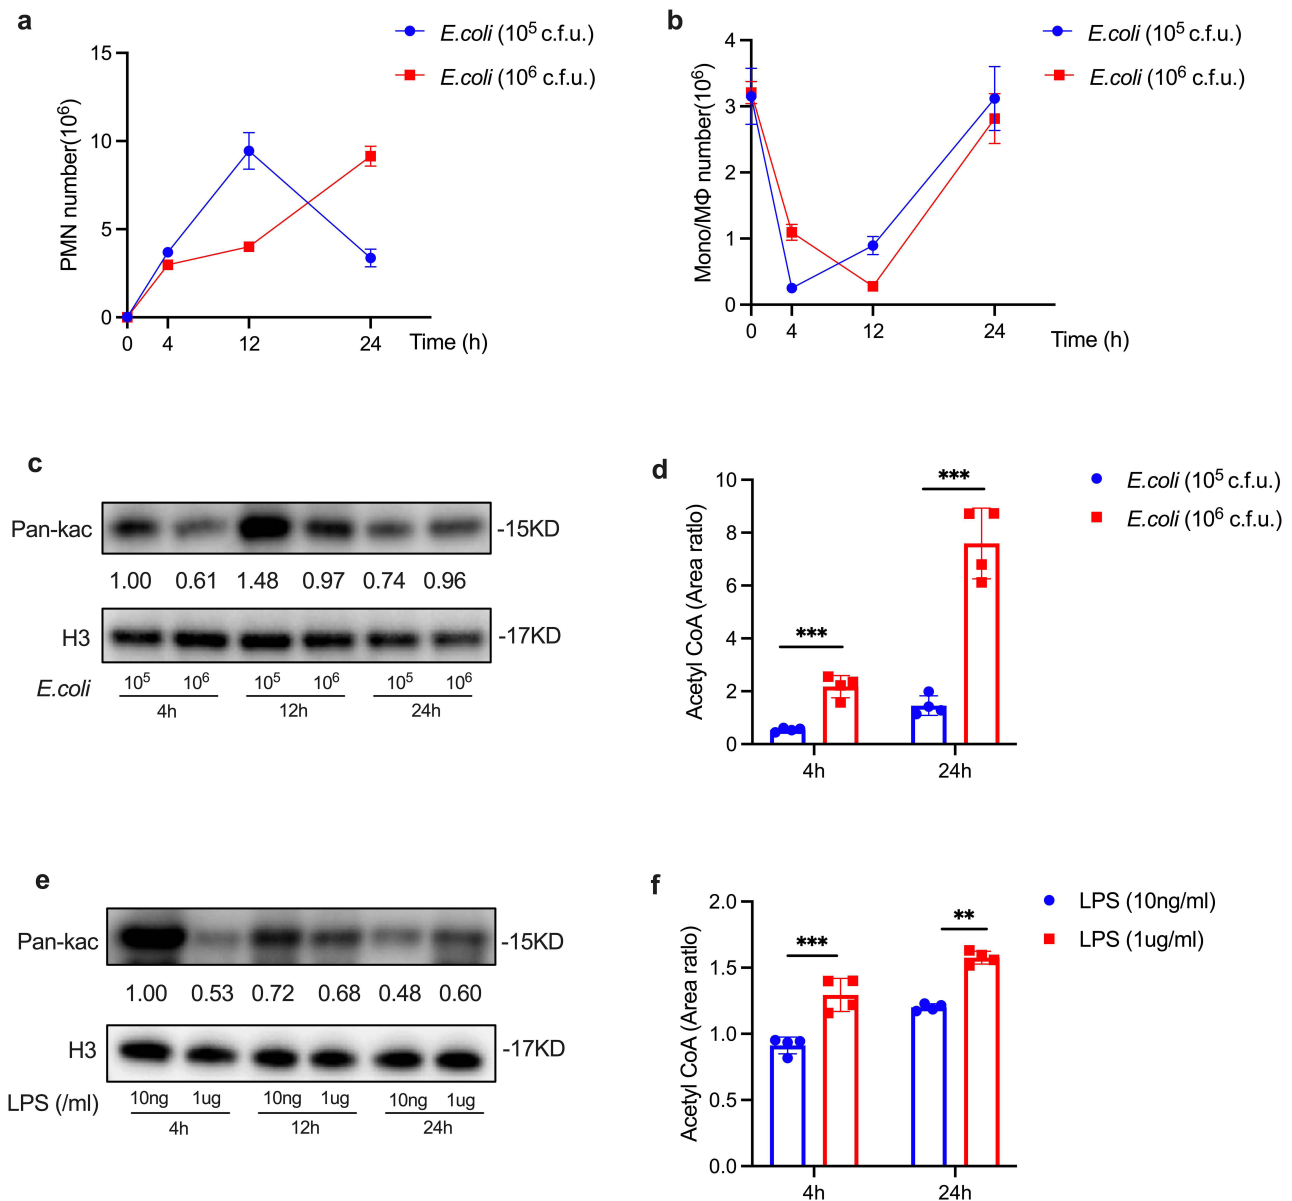 a
E.coli (10⁵ c.f.u.)
E.coli (10⁶ c.f.u.)
PMN number(10⁶)
15
10
5
0
0 4 12 24 Time (h)
b
E.coli (10⁵ c.f.u.)
E.coli (10⁶ c.f.u.)
Mono/MΦ number(10⁶)
4
3
2
1
0
0 4 12 24 Time (h)
c
Pan-kac -15KD
1.00 0.61 1.48 0.97 0.74 0.96
H3 -17KD
E.coli 10⁵ 10⁶ 10⁵ 10⁶ 10⁵ 10⁶
4h 12h 24h
d
E.coli (10⁵ c.f.u.)
E.coli (10⁶ c.f.u.)
Acetyl CoA (Area ratio)
10
8
6
4
2
0
*** ***
4h 24h
e
Pan-kac -15KD
1.00 0.53 0.72 0.68 0.48 0.60
H3 -17KD
LPS (/ml) 10ng 1ug 10ng 1ug 10ng 1ug
4h 12h 24h
f
LPS (10ng/ml)
LPS (1ug/ml)
Acetyl CoA (Area ratio)
2.0
1.5
1.0
0.5
0.0
*** **
4h 24h